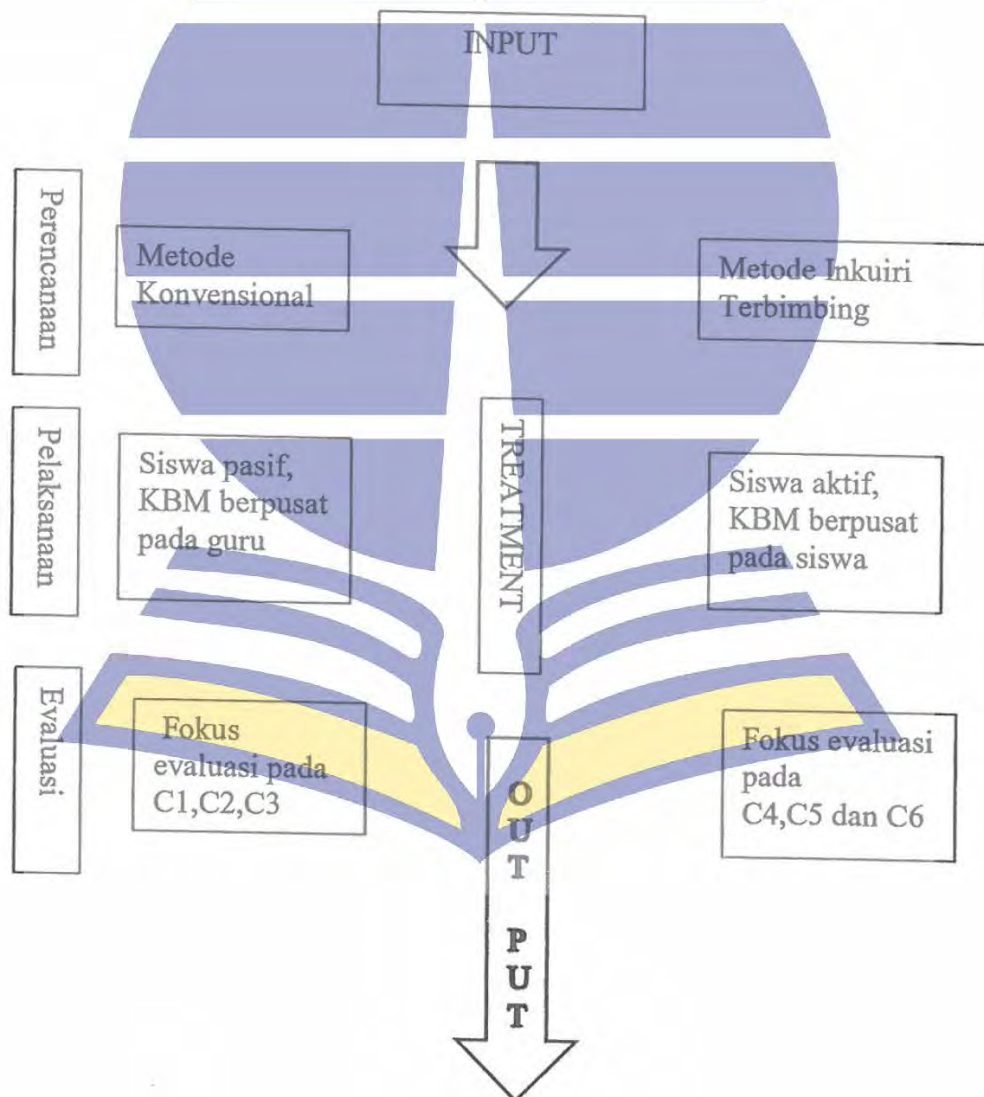 INPUT
Perencanaan
Metode
Konvensional
Metode Inkuiri
Terbimbing
Pelaksanaan
Siswa pasif,
KBM berpusat
pada guru
TREATMENT
Siswa aktif,
KBM berpusat
pada siswa
Evaluasi
Fokus
evaluasi pada
C1,C2,C3
OUT PUT
Fokus evaluasi
pada
C4,C5 dan C6